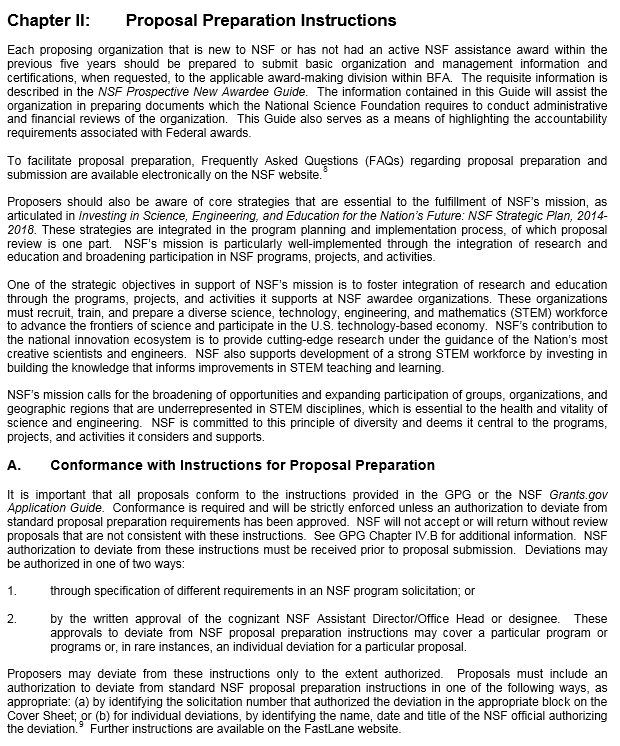 Chapter II: Proposal Preparation Instructions
Each proposing organization that is new to NSF or has not had an active NSF assistance award within the
previous five years should be prepared to submit basic organization and management information and
certifications, when requested, to the applicable award-making division within BFA. The requisite information is
described in the NSF Prospective New Awardee Guide. The information contained in this Guide will assist the
organization in preparing documents which the National Science Foundation requires to conduct administrative
and financial reviews of the organization. This Guide also serves as a means of highlighting the accountability
requirements associated with Federal awards.
To facilitate proposal preparation, Frequently Asked Questions (FAQs) regarding proposal preparation and
submission are available electronically on the NSF website.8
Proposers should also be aware of core strategies that are essential to the fulfillment of NSF's mission, as
articulated in Investing in Science, Engineering, and Education for the Nation's Future: NSF Strategic Plan, 2014-
2018. These strategies are integrated in the program planning and implementation process, of which proposal
review is one part. NSF's mission is particularly well-implemented through the integration of research and
education and broadening participation in NSF programs, projects, and activities.
One of the strategic objectives in support of NSF's mission is to foster integration of research and education
through the programs, projects, and activities it supports at NSF awardee organizations. These organizations
must recruit, train, and prepare a diverse science, technology, engineering, and mathematics (STEM) workforce
to advance the frontiers of science and participate in the U.S. technology-based economy. NSF's contribution to
the national innovation ecosystem is to provide cutting-edge research under the guidance of the Nation's most
creative scientists and engineers. NSF also supports development of a strong STEM workforce by investing in
building the knowledge that informs improvements in STEM teaching and learning.
NSF's mission calls for the broadening of opportunities and expanding participation of groups, organizations, and
geographic regions that are underrepresented in STEM disciplines, which is essential to the health and vitality of
science and engineering. NSF is committed to this principle of diversity and deems it central to the programs,
projects, and activities it considers and supports.
A. Conformance with Instructions for Proposal Preparation
It is important that all proposals conform to the instructions provided in the GPG or the NSF Grants.gov
Application Guide. Conformance is required and will be strictly enforced unless an authorization to deviate from
standard proposal preparation requirements has been approved. NSF will not accept or will return without review
proposals that are not consistent with these instructions. See GPG Chapter IV.B for additional information. NSF
authorization to deviate from these instructions must be received prior to proposal submission. Deviations may
be authorized in one of two ways:
1. through specification of different requirements in an NSF program solicitation; or
2. by the written approval of the cognizant NSF Assistant Director/Office Head or designee. These
approvals to deviate from NSF proposal preparation instructions may cover a particular program or
programs or, in rare instances, an individual deviation for a particular proposal.
Proposers may deviate from these instructions only to the extent authorized. Proposals must include an
authorization to deviate from standard NSF proposal preparation instructions in one of the following ways, as
appropriate: (a) by identifying the solicitation number that authorized the deviation in the appropriate block on the
Cover Sheet; or (b) for individual deviations, by identifying the name, date and title of the NSF official authorizing
the deviation.9 Further instructions are available on the FastLane website.